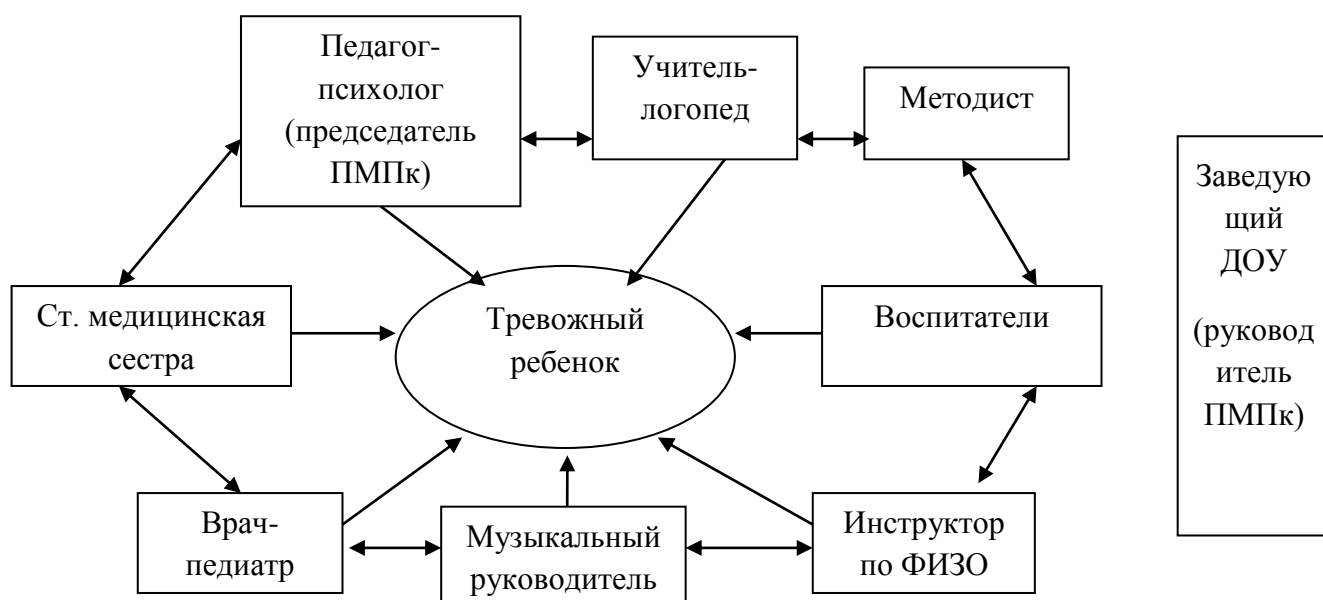 Педагог-
психолог
(председатель
ПМПк)
Учитель-
логопед
Методист
Заведую
щий
ДОУ
(руковод
итель
ПМПк)
Ст. медицинская
сестра
Тревожный
ребенок
Воспитатели
Врач-
педиатр
Музыкальный
руководитель
Инструктор
по ФИЗО